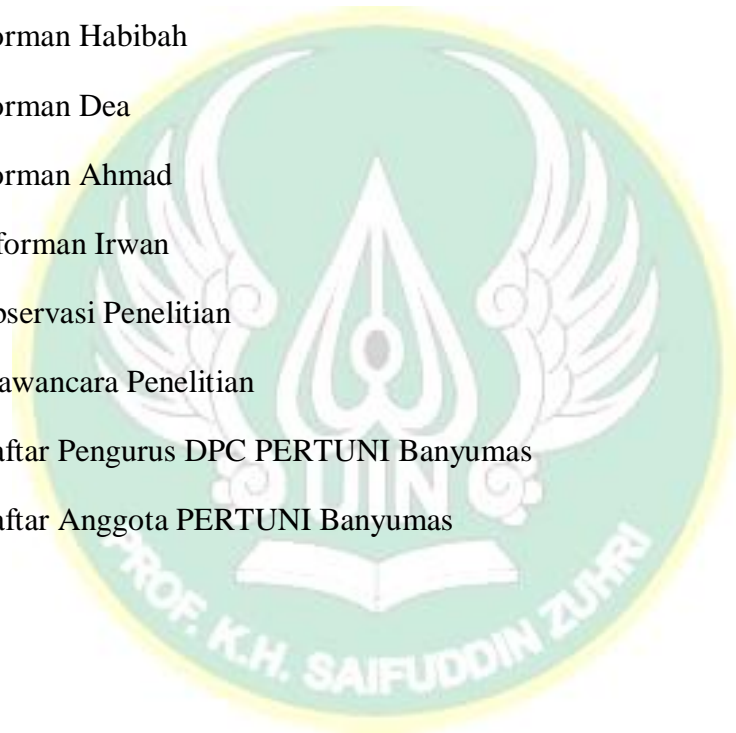 orman Habibah
orman Dea
orman Ahmad
forman Irwan
bservasi Penelitian
awancara Penelitian
aftar Pengurus DPC PERTUNI Banyumas
aftar Anggota PERTUNI Banyumas
UIN
PROF. K.H. SAIFUDDIN ZUHRI